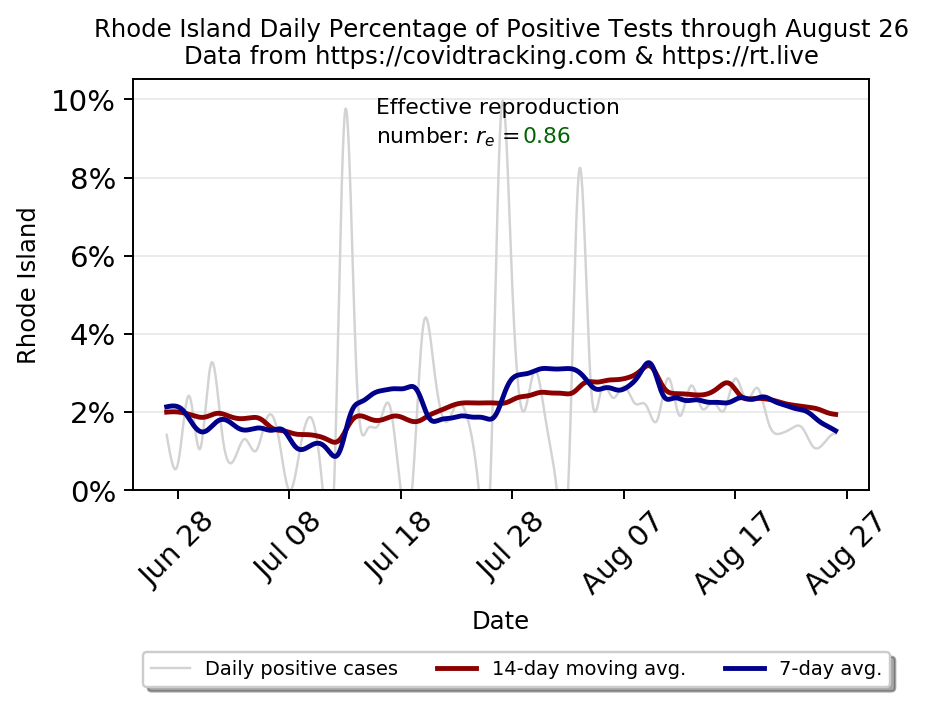 Rhode Island Daily Percentage of Positive Tests through August 26
Data from https://covidtracking.com & https://rt.live
Effective reproduction
number: rₑ =0.86
10%
8%
6%
4%
2%
0%
Rhode Island
Jun 28
Jul 08
Jul 18
Jul 28
Aug 07
Aug 17
Aug 27
Date
Daily positive cases
14-day moving avg.
7-day avg.